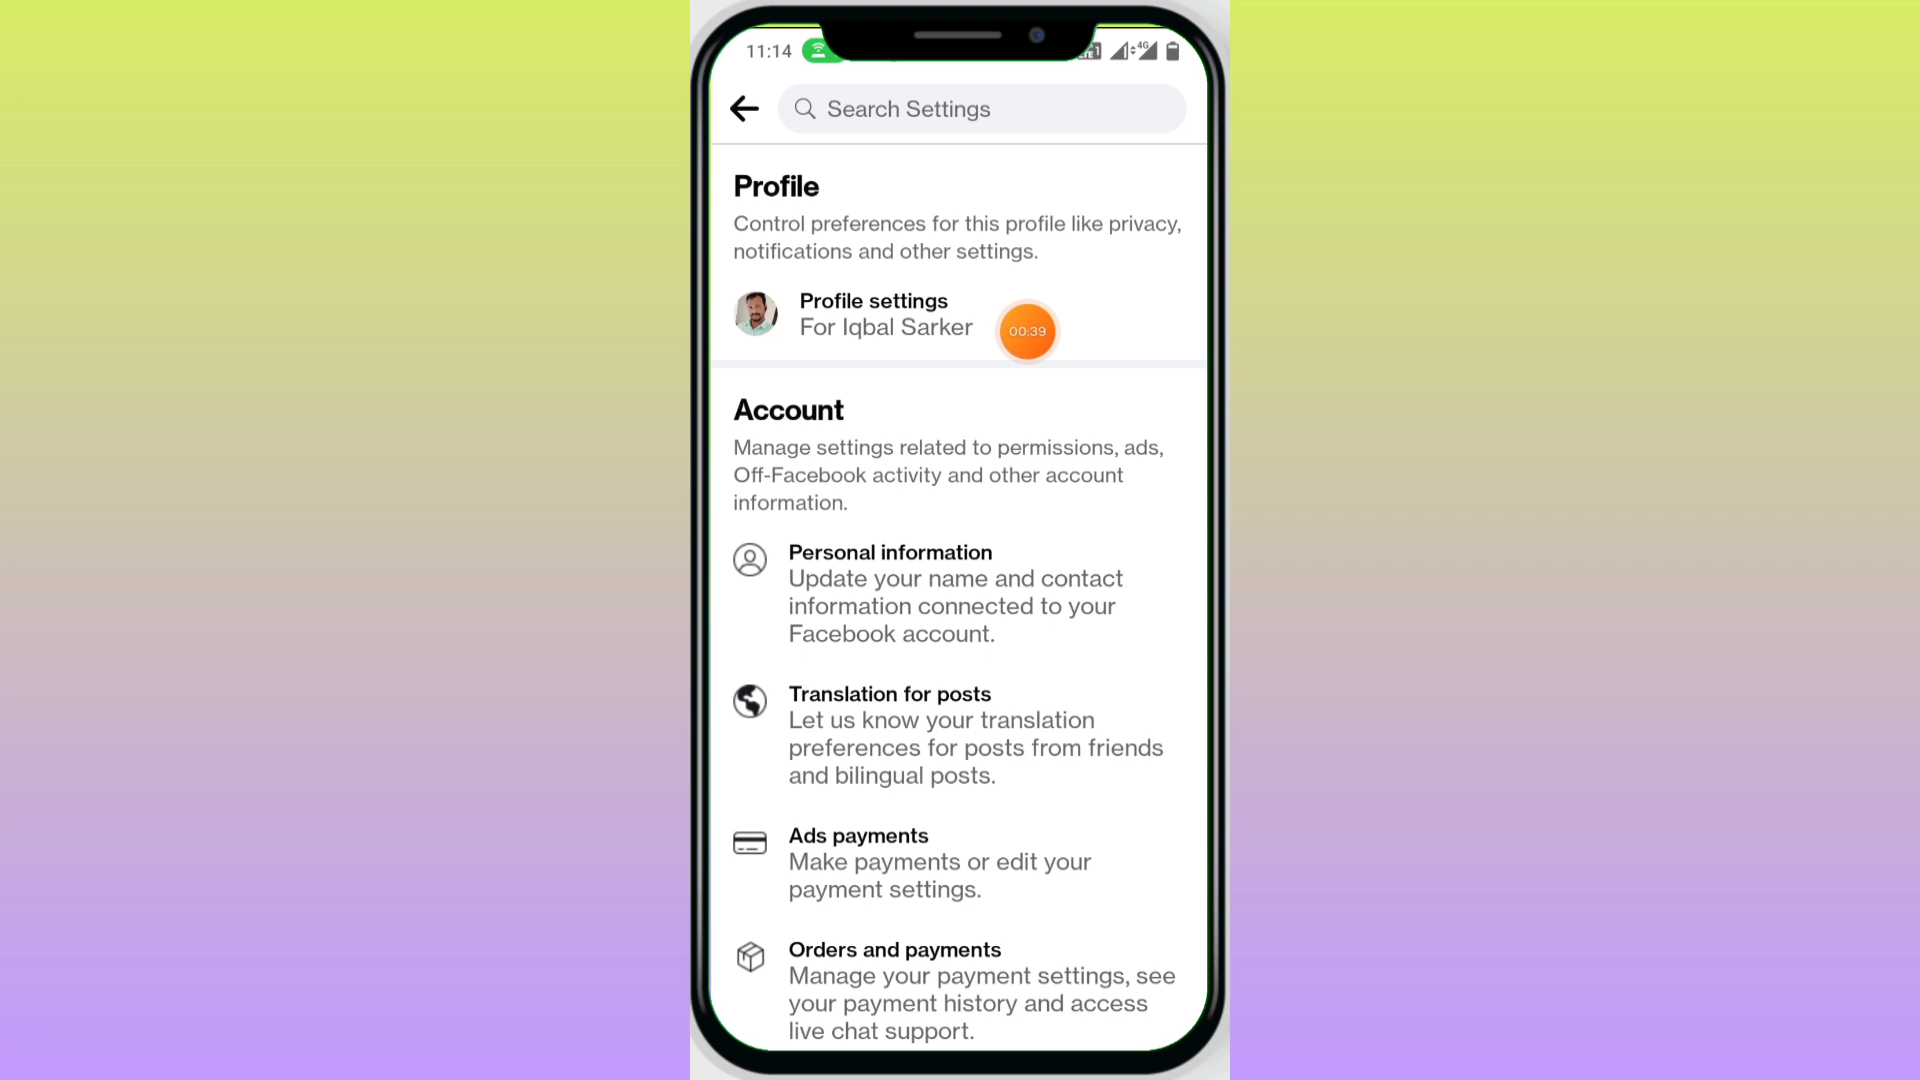 11:14
4G
Search Settings
Profile
Control preferences for this profile like privacy,
notifications and other settings.
Profile settings
For Iqbal Sarker
00:39
Account
Manage settings related to permissions, ads,
Off-Facebook activity and other account
information.
Personal information
Update your name and contact
information connected to your
Facebook account.
Translation for posts
Let us know your translation
preferences for posts from friends
and bilingual posts.
Ads payments
Make payments or edit your
payment settings.
Orders and payments
Manage your payment settings, see
your payment history and access
live chat support.